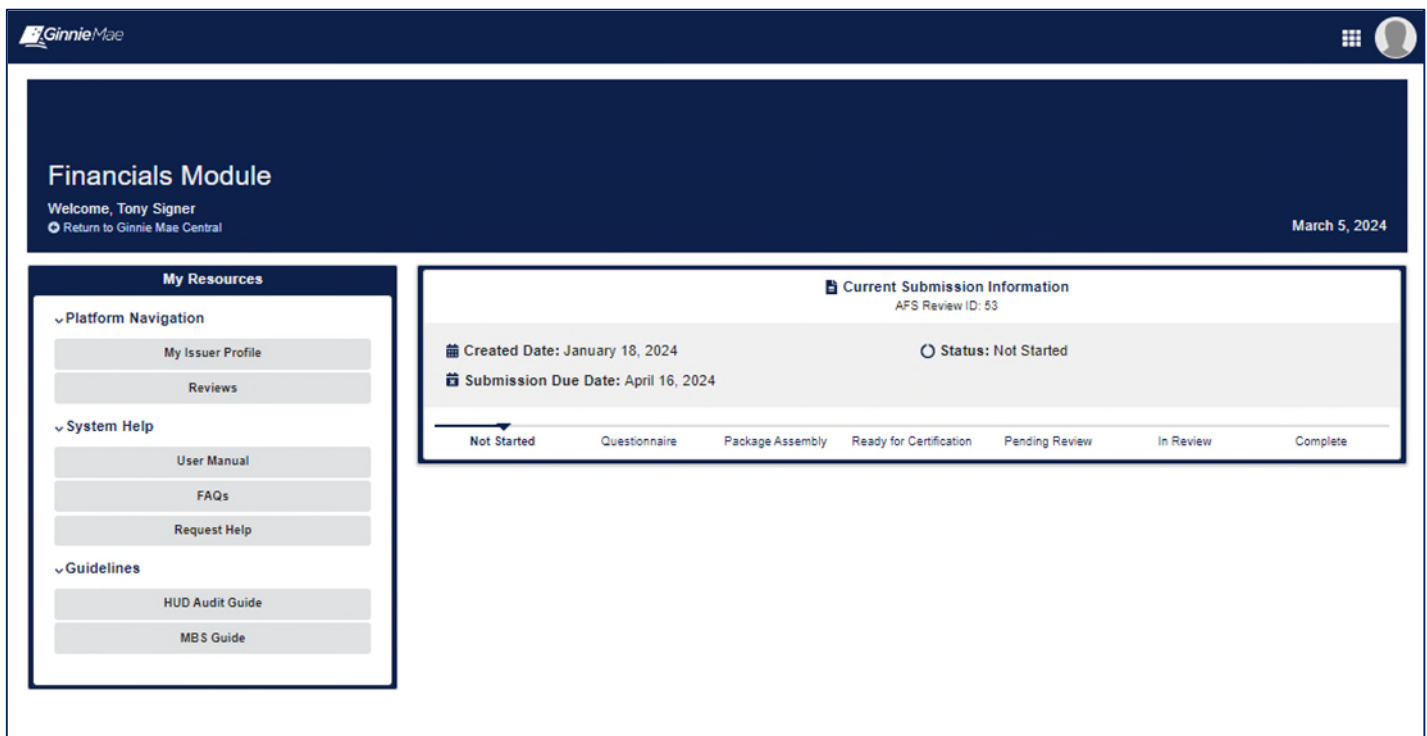 GinnieMae
Financials Module
Welcome, Tony Signer
Return to Ginnie Mae Central
March 5, 2024
My Resources
Platform Navigation
My Issuer Profile
Reviews
System Help
User Manual
FAQs
Request Help
Guidelines
HUD Audit Guide
MBS Guide
Current Submission Information
AFS Review ID: 53
Created Date: January 18, 2024
Status: Not Started
Submission Due Date: April 16, 2024
Not Started Questionnaire Package Assembly Ready for Certification Pending Review In Review Complete